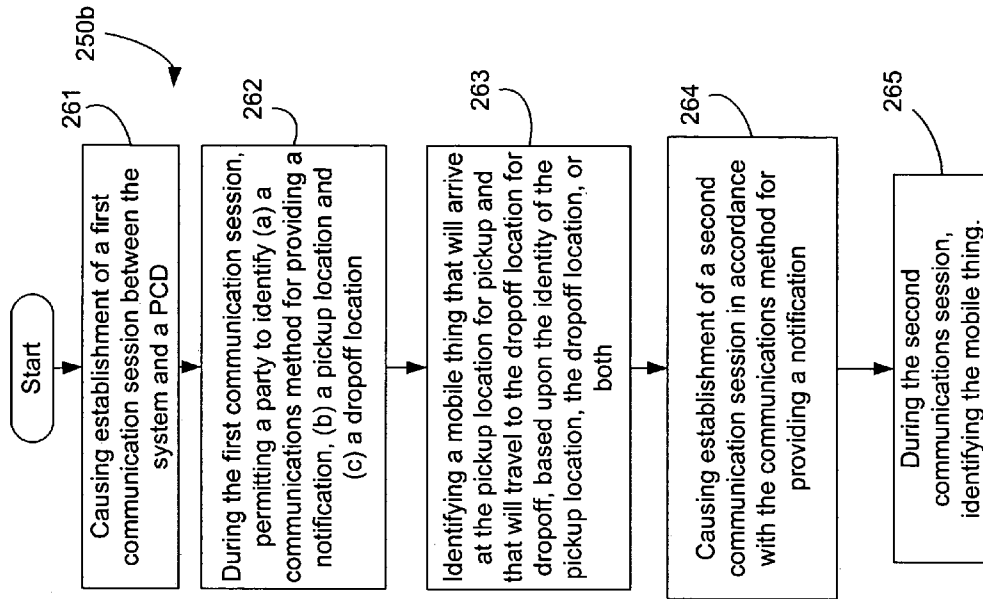 Start
250b
261
Causing establishment of a first
communication session between the
system and a PCD
262
During the first communication session,
permitting a party to identify (a) a
communications method for providing a
notification, (b) a pickup location and
(c) a dropoff location
263
Identifying a mobile thing that will arrive
at the pickup location for pickup and
that will travel to the dropoff location for
dropoff, based upon the identity of the
pickup location, the dropoff location, or
both
264
Causing establishment of a second
communication session in accordance
with the communications method for
providing a notification
265
During the second
communications session,
identifying the mobile thing.